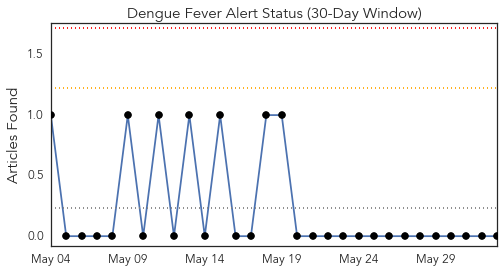 Dengue Fever Alert Status (30-Day Window)
1.5
1.0
0.5
0.0
Articles Found
May 04
May 09
May 14
May 19
May 24
May 29